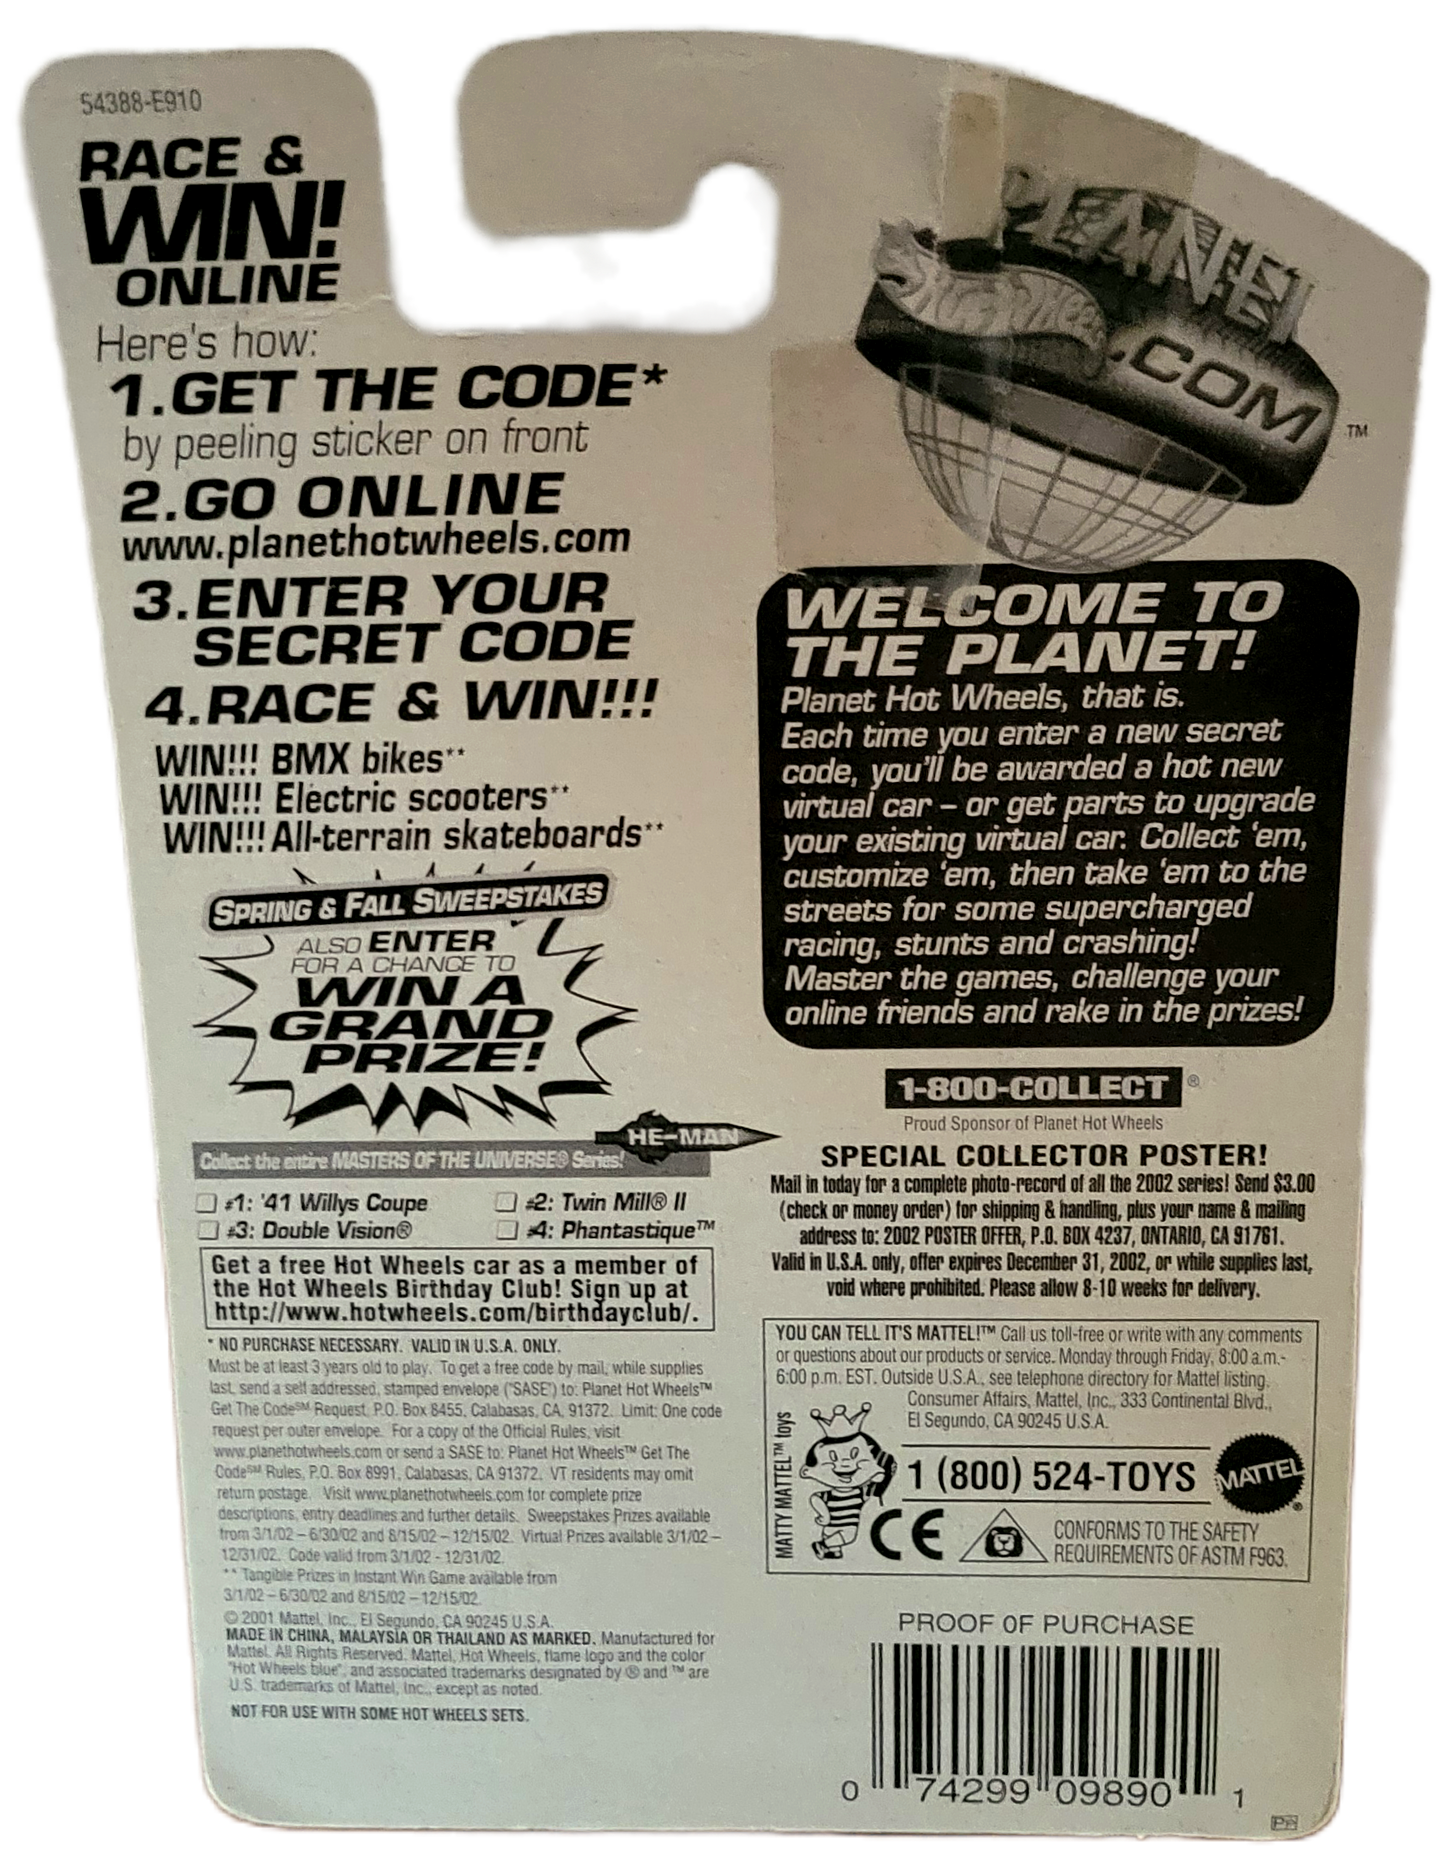 54388-E910
RACE &
WIN!
ONLINE
Here's how:
1.GET THE CODE*
by peeling sticker on front
2.GO ONLINE
www.planethotwheels.com
3.ENTER YOUR
SECRET CODE
4.RACE & WIN!!!
WIN!!! BMX bikes**
WIN!!! Electric scooters**
WIN!!! All-terrain skateboards**
SPRING & FALL SWEEPSTAKES
ALSO ENTER
FOR A CHANCE TO
WIN A
GRAND
PRIZE!
HE-MAN
Collect the entire MASTERS OF THE UNIVERSE® Series!
#1: '41 Willys Coupe #2: Twin Mill® II
#3: Double Vision® #4: Phantastique™
Get a free Hot Wheels car as a member of
the Hot Wheels Birthday Club! Sign up at
http://www.hotwheels.com/birthdayclub/.
* NO PURCHASE NECESSARY. VALID IN U.S.A. ONLY.
Must be at least 3 years old to play. To get a free code by mail, while supplies
last, send a self addressed, stamped envelope ("SASE") to: Planet Hot Wheels™
Get The Code℠ Request, P.O. Box 8455, Calabasas, CA, 91372. Limit: One code
request per outer envelope. For a copy of the Official Rules, visit
www.planethotwheels.com or send a SASE to: Planet Hot Wheels™ Get The
Code℠ Rules, P.O. Box 8991, Calabasas, CA 91372. VT residents may omit
return postage. Visit www.planethotwheels.com for complete prize
descriptions, entry deadlines and further details. Sweepstakes Prizes available
from 3/1/02 – 6/30/02 and 8/15/02 – 12/15/02. Virtual Prizes available 3/1/02 –
12/31/02. Code valid from 3/1/02 - 12/31/02.
** Tangible Prizes in Instant Win Game available from
3/1/02 – 6/30/02 and 8/15/02 – 12/15/02.
© 2001 Mattel, Inc., El Segundo, CA 90245 U.S.A.
MADE IN CHINA, MALAYSIA OR THAILAND AS MARKED. Manufactured for
Mattel. All Rights Reserved. Mattel, Hot Wheels, flame logo and the color
"Hot Wheels blue", and associated trademarks designated by ® and ™ are
U.S. trademarks of Mattel, Inc., except as noted.
NOT FOR USE WITH SOME HOT WHEELS SETS.
PLANET
Hot Wheels
.COM ™
WELCOME TO
THE PLANET!
Planet Hot Wheels, that is.
Each time you enter a new secret
code, you'll be awarded a hot new
virtual car – or get parts to upgrade
your existing virtual car. Collect 'em,
customize 'em, then take 'em to the
streets for some supercharged
racing, stunts and crashing!
Master the games, challenge your
online friends and rake in the prizes!
1-800-COLLECT®
Proud Sponsor of Planet Hot Wheels
SPECIAL COLLECTOR POSTER!
Mail in today for a complete photo-record of all the 2002 series! Send $3.00
(check or money order) for shipping & handling, plus your name & mailing
address to: 2002 POSTER OFFER, P.O. BOX 4237, ONTARIO, CA 91761.
Valid in U.S.A. only, offer expires December 31, 2002, or while supplies last,
void where prohibited. Please allow 8-10 weeks for delivery.
YOU CAN TELL IT'S MATTEL!™ Call us toll-free or write with any comments
or questions about our products or service. Monday through Friday, 8:00 a.m.-
6:00 p.m. EST. Outside U.S.A., see telephone directory for Mattel listing.
Consumer Affairs, Mattel, Inc., 333 Continental Blvd.,
El Segundo, CA 90245 U.S.A.
MATTY MATTEL™ toys
1 (800) 524-TOYS
MATTEL®
CE
CONFORMS TO THE SAFETY
REQUIREMENTS OF ASTM F963.
PROOF OF PURCHASE
0 74299 09890 1